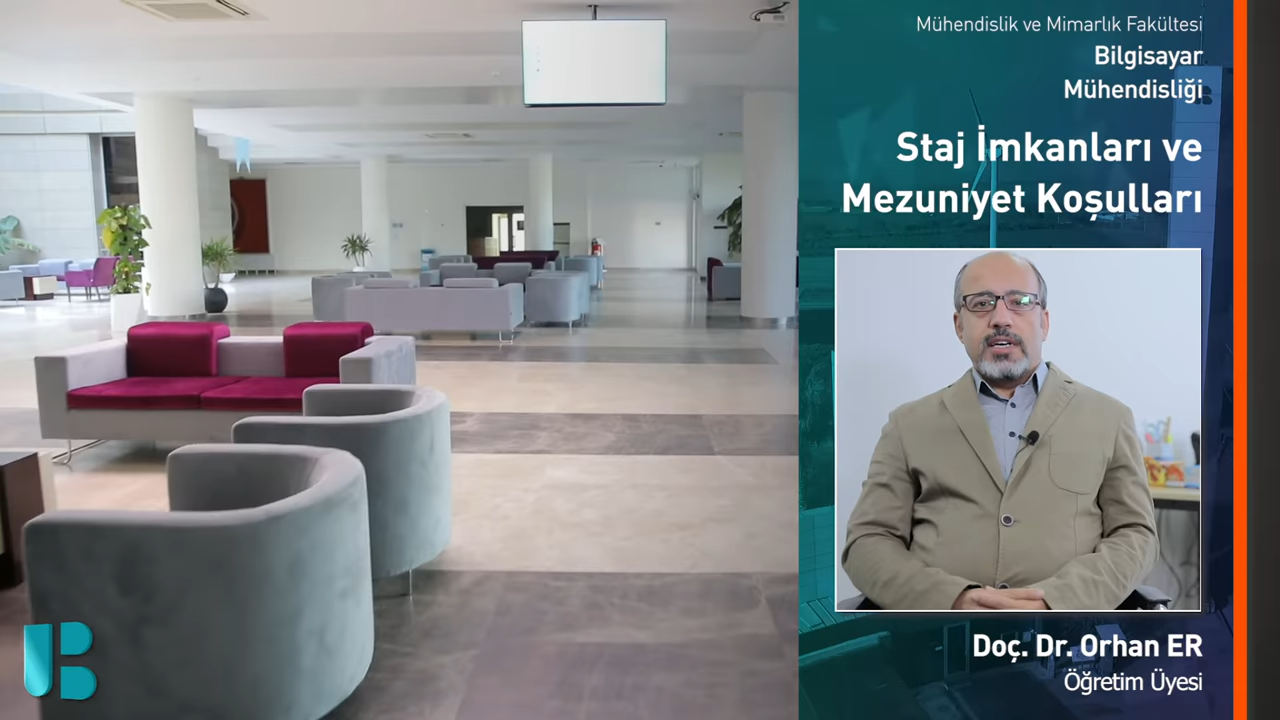 Mühendislik ve Mimarlık Fakültesi
Bilgisayar
Mühendisliği
Staj İmkanları ve
Mezuniyet Koşulları
Doç. Dr. Orhan ER
Öğretim Üyesi